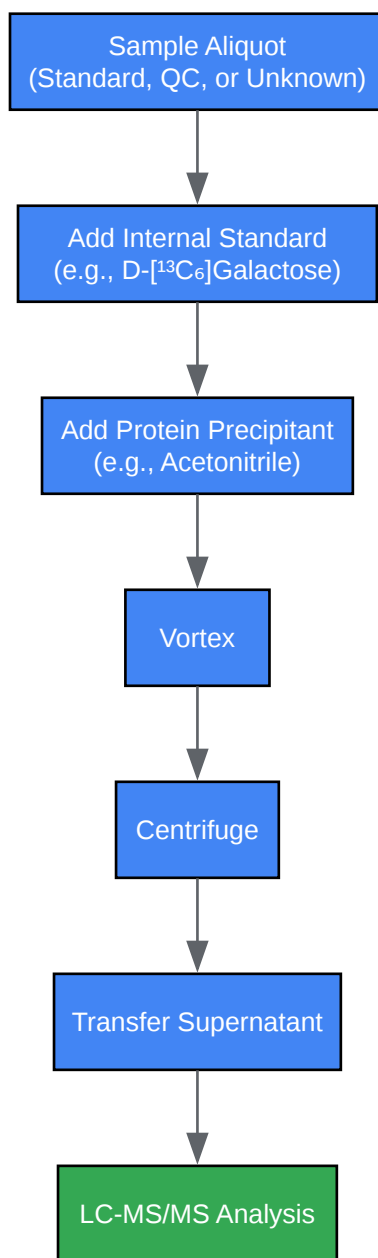 Sample Aliquot
(Standard, QC, or Unknown)
Add Internal Standard
(e.g., D-[¹³C₆]Galactose)
Add Protein Precipitant
(e.g., Acetonitrile)
Vortex
Centrifuge
Transfer Supernatant
LC-MS/MS Analysis